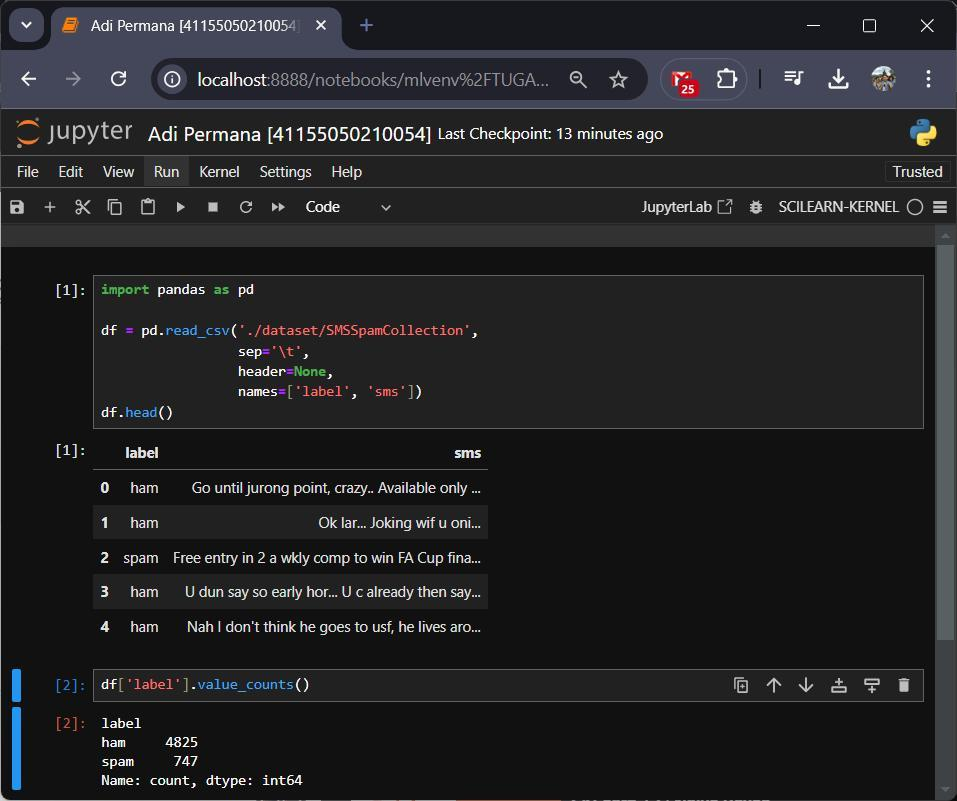 Adi Permana [41155050210054]
localhost:8888/notebooks/mlvenv%2FTUGA...
25
jupyter Adi Permana [41155050210054] Last Checkpoint: 13 minutes ago
File Edit View Run Kernel Settings Help Trusted
Code JupyterLab SCILEARN-KERNEL
[1]: import pandas as pd
df = pd.read_csv('./dataset/SMSSpamCollection',
sep='\t',
header=None,
names=['label', 'sms'])
df.head()
[1]: label sms
0 ham Go until jurong point, crazy.. Available only ...
1 ham Ok lar... Joking wif u oni...
2 spam Free entry in 2 a wkly comp to win FA Cup fina...
3 ham U dun say so early hor... U c already then say...
4 ham Nah I don't think he goes to usf, he lives aro...
[2]: df['label'].value_counts()
[2]: label
ham 4825
spam 747
Name: count, dtype: int64